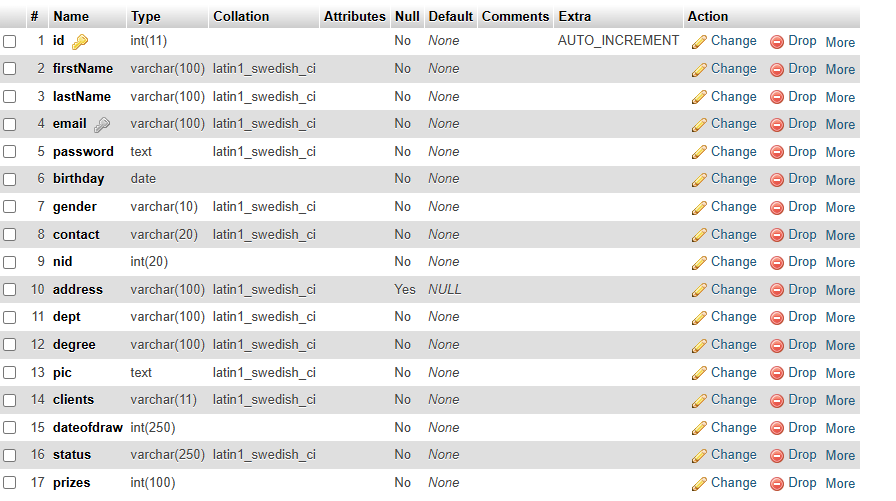 # Name Type Collation Attributes Null Default Comments Extra Action
1 id int(11) No None AUTO_INCREMENT Change Drop More
2 firstName varchar(100) latin1_swedish_ci No None Change Drop More
3 lastName varchar(100) latin1_swedish_ci No None Change Drop More
4 email varchar(100) latin1_swedish_ci No None Change Drop More
5 password text latin1_swedish_ci No None Change Drop More
6 birthday date No None Change Drop More
7 gender varchar(10) latin1_swedish_ci No None Change Drop More
8 contact varchar(20) latin1_swedish_ci No None Change Drop More
9 nid int(20) No None Change Drop More
10 address varchar(100) latin1_swedish_ci Yes NULL Change Drop More
11 dept varchar(100) latin1_swedish_ci No None Change Drop More
12 degree varchar(100) latin1_swedish_ci No None Change Drop More
13 pic text latin1_swedish_ci No None Change Drop More
14 clients varchar(11) latin1_swedish_ci No None Change Drop More
15 dateofdraw int(250) No None Change Drop More
16 status varchar(250) latin1_swedish_ci No None Change Drop More
17 prizes int(100) No None Change Drop More